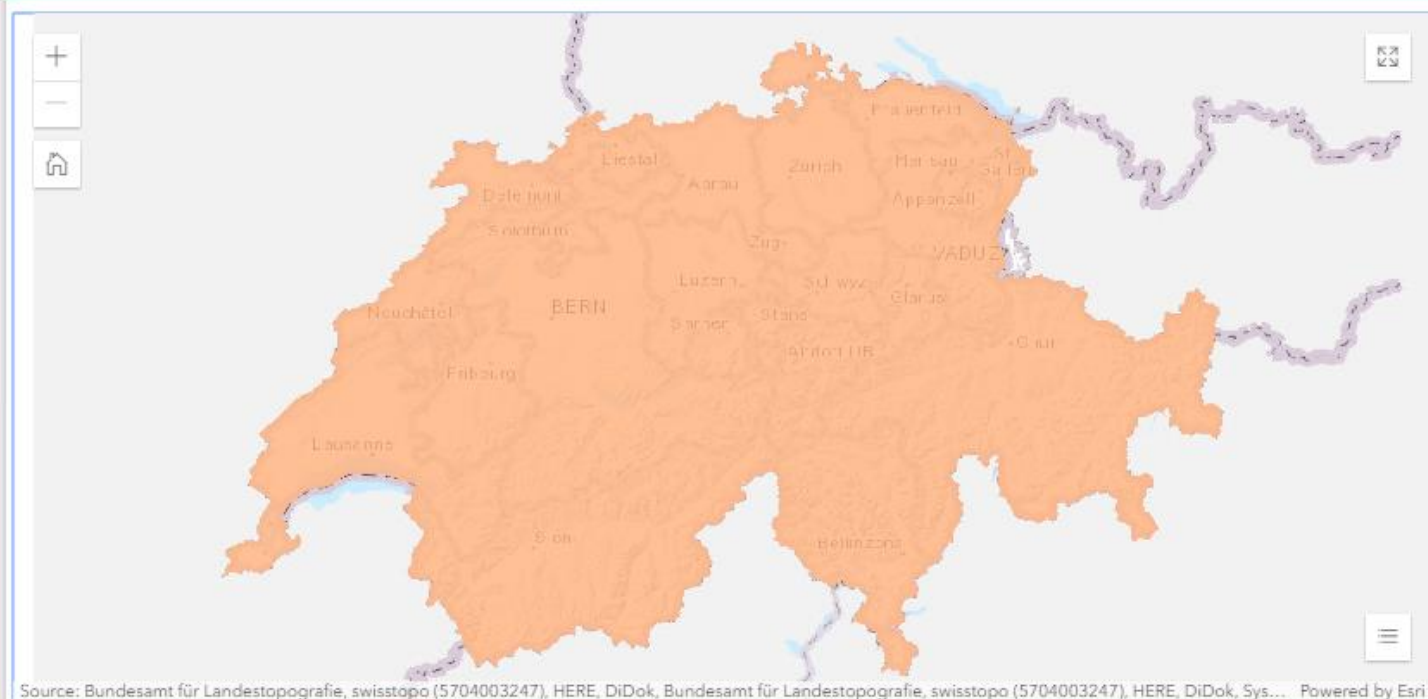 Frauenfeld
Liestal
Zürich
Herisau
St.
Gallen
Aarau
Delémont
Appenzell
Solothurn
Zug
VADUZ
Luzern
Schwyz
Glarus
BERN
Neuchâtel
Sarnen
Stans
Altdorf UR
Chur
Fribourg
Lausanne
Sion
Bellinzona
Source: Bundesamt für Landestopografie, swisstopo (5704003247), HERE, DiDok, Bundesamt für Landestopografie, swisstopo (5704003247), HERE, DiDok, Sys... Powered by Esri